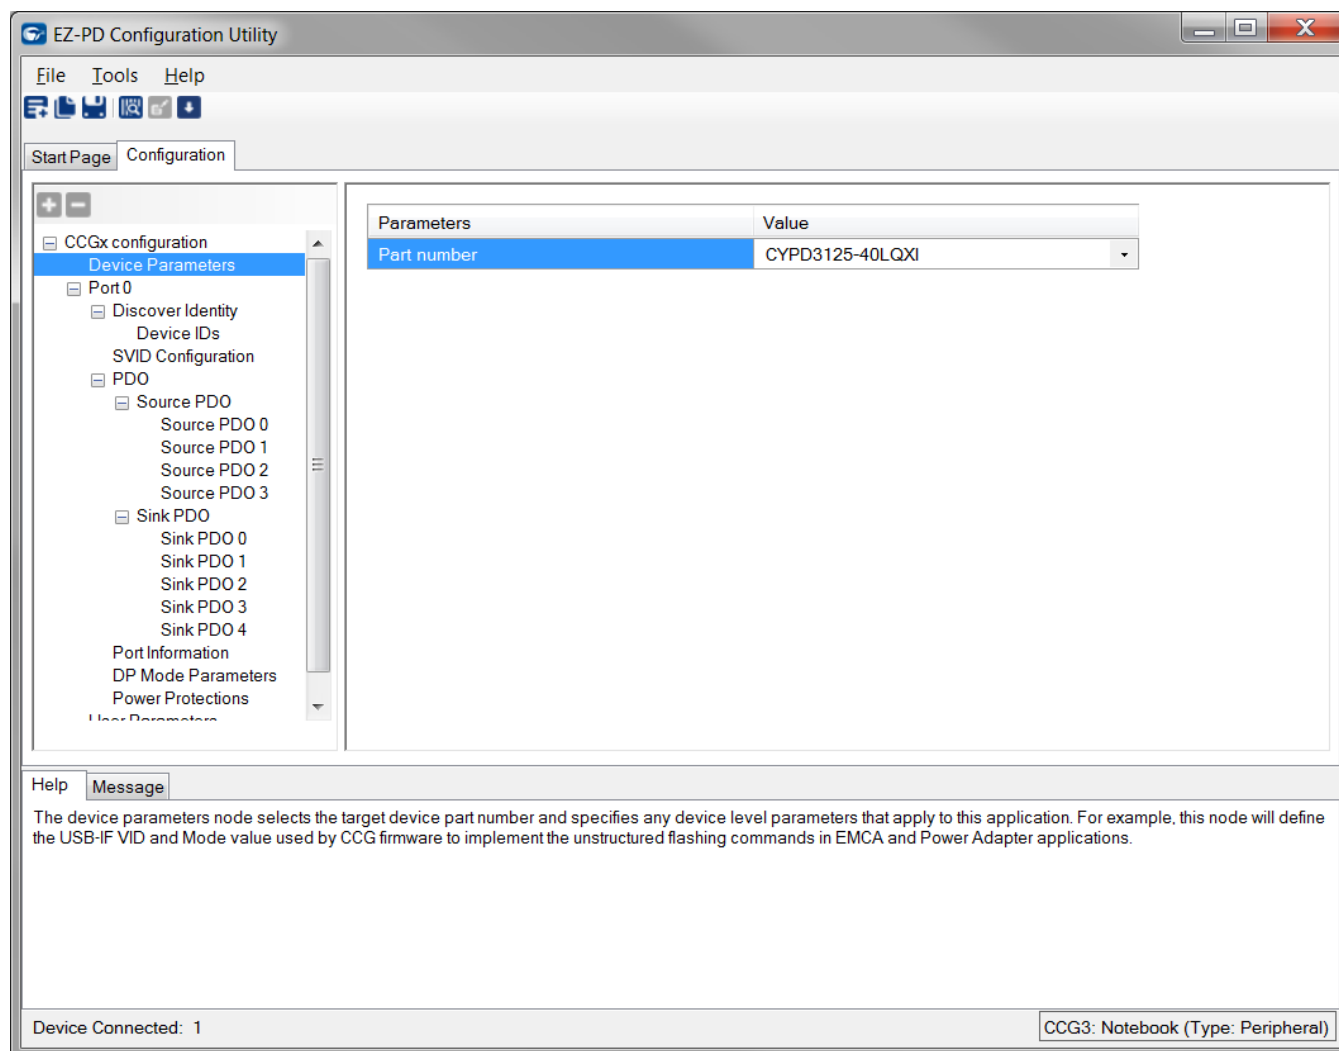 EZ-PD Configuration Utility
File Tools Help
Start Page Configuration
CCGx configuration
Device Parameters
Port 0
Discover Identity
Device IDs
SVID Configuration
PDO
Source PDO
Source PDO 0
Source PDO 1
Source PDO 2
Source PDO 3
Sink PDO
Sink PDO 0
Sink PDO 1
Sink PDO 2
Sink PDO 3
Sink PDO 4
Port Information
DP Mode Parameters
Power Protections
User Parameters
Parameters Value
Part number CYPD3125-40LQXI
Help Message
The device parameters node selects the target device part number and specifies any device level parameters that apply to this application. For example, this node will define
the USB-IF VID and Mode value used by CCG firmware to implement the unstructured flashing commands in EMCA and Power Adapter applications.
Device Connected: 1
CCG3: Notebook (Type: Peripheral)